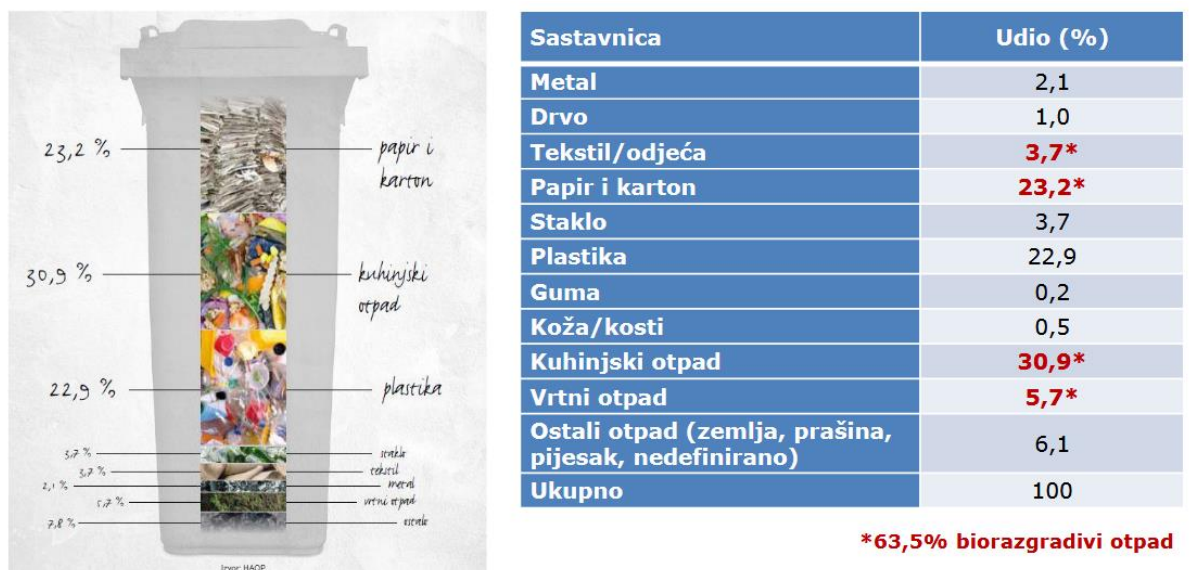 23,2 %
papir i
karton
30,9 %
kuhinjski
otpad
22,9 %
plastika
3,7 %
staklo
3,7 %
tekstil
2,1 %
metal
5,7 %
vrtni otpad
7,8 %
ostalo
Izvor: HAOP
Sastavnica Udio (%)
Metal 2,1
Drvo 1,0
Tekstil/odjeća 3,7*
Papir i karton 23,2*
Staklo 3,7
Plastika 22,9
Guma 0,2
Koža/kosti 0,5
Kuhinjski otpad 30,9*
Vrtni otpad 5,7*
Ostali otpad (zemlja, prašina,
pijesak, nedefinirano) 6,1
Ukupno 100
*63,5% biorazgradivi otpad